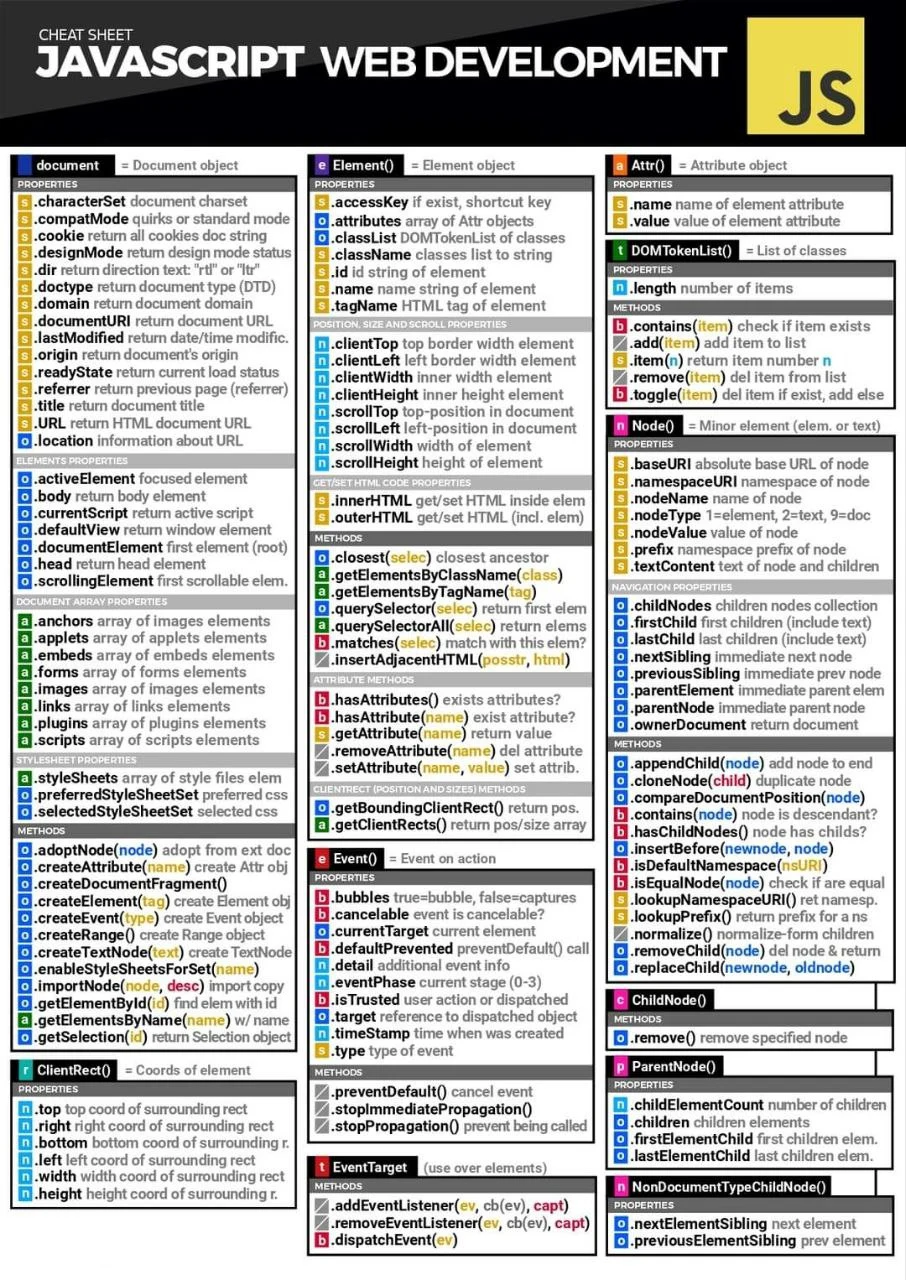 CHEAT SHEET
JAVASCRIPT WEB DEVELOPMENT
JS
document = Document object
PROPERTIES
s .characterSet document charset
s .compatMode quirks or standard mode
s .cookie return all cookies doc string
s .designMode return design mode status
s .dir return direction text: "rtl" or "ltr"
s .doctype return document type (DTD)
s .domain return document domain
s .documentURI return document URL
s .lastModified return date/time modific.
s .origin return document's origin
s .readyState return current load status
s .referrer return previous page (referrer)
s .title return document title
s .URL return HTML document URL
o .location information about URL
ELEMENTS PROPERTIES
o .activeElement focused element
o .body return body element
o .currentScript return active script
o .defaultView return window element
o .documentElement first element (root)
o .head return head element
o .scrollingElement first scrollable elem.
DOCUMENT ARRAY PROPERTIES
a .anchors array of images elements
a .applets array of applets elements
a .embeds array of embeds elements
a .forms array of forms elements
a .images array of images elements
a .links array of links elements
a .plugins array of plugins elements
a .scripts array of scripts elements
STYLESHEET PROPERTIES
a .styleSheets array of style files elem
o .preferredStyleSheetSet preferred css
o .selectedStyleSheetSet selected css
METHODS
o .adoptNode(node) adopt from ext doc
o .createAttribute(name) create Attr obj
o .createDocumentFragment()
o .createElement(tag) create Element obj
o .createEvent(type) create Event object
o .createRange() create Range object
o .createTextNode(text) create TextNode
o .enableStyleSheetsForSet(name)
o .importNode(node, desc) import copy
o .getElementById(id) find elem with id
a .getElementsByName(name) w/ name
o .getSelection(id) return Selection object
r ClientRect() = Coords of element
PROPERTIES
n .top top coord of surrounding rect
n .right right coord of surrounding rect
n .bottom bottom coord of surrounding r.
n .left left coord of surrounding rect
n .width width coord of surrounding rect
n .height height coord of surrounding r.
e Element() = Element object
PROPERTIES
s .accessKey if exist, shortcut key
o .attributes array of Attr objects
o .classList DOMTokenList of classes
s .className classes list to string
s .id id string of element
s .name name string of element
s .tagName HTML tag of element
POSITION, SIZE AND SCROLL PROPERTIES
n .clientTop top border width element
n .clientLeft left border width element
n .clientWidth inner width element
n .clientHeight inner height element
n .scrollTop top-position in document
n .scrollLeft left-position in document
n .scrollWidth width of element
n .scrollHeight height of element
GET/SET HTML CODE PROPERTIES
s .innerHTML get/set HTML inside elem
s .outerHTML get/set HTML (incl. elem)
METHODS
o .closest(selec) closest ancestor
a .getElementsByClassName(class)
a .getElementsByTagName(tag)
o .querySelector(selec) return first elem
a .querySelectorAll(selec) return elems
b .matches(selec) match with this elem?
.insertAdjacentHTML(posstr, html)
ATTRIBUTE METHODS
b .hasAttributes() exists attributes?
b .hasAttribute(name) exist attribute?
s .getAttribute(name) return value
.removeAttribute(name) del attribute
.setAttribute(name, value) set attrib.
CLIENTRECT (POSITION AND SIZES) METHODS
o .getBoundingClientRect() return pos.
a .getClientRects() return pos/size array
e Event() = Event on action
PROPERTIES
b .bubbles true=bubble, false=captures
b .cancelable event is cancelable?
o .currentTarget current element
b .defaultPrevented preventDefault() call
n .detail additional event info
n .eventPhase current stage (0-3)
b .isTrusted user action or dispatched
o .target reference to dispatched object
n .timeStamp time when was created
s .type type of event
METHODS
.preventDefault() cancel event
.stopImmediatePropagation()
.stopPropagation() prevent being called
t EventTarget (use over elements)
METHODS
.addEventListener(ev, cb(ev), capt)
.removeEventListener(ev, cb(ev), capt)
b .dispatchEvent(ev)
a Attr() = Attribute object
PROPERTIES
s .name name of element attribute
s .value value of element attribute
t DOMTokenList() = List of classes
PROPERTIES
n .length number of items
METHODS
b .contains(item) check if item exists
.add(item) add item to list
s .item(n) return item number n
.remove(item) del item from list
b .toggle(item) del item if exist, add else
n Node() = Minor element (elem. or text)
PROPERTIES
s .baseURI absolute base URL of node
s .namespaceURI namespace of node
s .nodeName name of node
s .nodeType 1=element, 2=text, 9=doc
s .nodeValue value of node
s .prefix namespace prefix of node
s .textContent text of node and children
NAVIGATION PROPERTIES
o .childNodes children nodes collection
o .firstChild first children (include text)
o .lastChild last children (include text)
o .nextSibling immediate next node
o .previousSibling immediate prev node
o .parentElement immediate parent elem
o .parentNode immediate parent node
o .ownerDocument return document
METHODS
o .appendChild(node) add node to end
o .cloneNode(child) duplicate node
o .compareDocumentPosition(node)
b .contains(node) node is descendant?
b .hasChildNodes() node has childs?
o .insertBefore(newnode, node)
b .isDefaultNamespace(nsURI)
b .isEqualNode(node) check if are equal
s .lookupNamespaceURI() ret namesp.
s .lookupPrefix() return prefix for a ns
.normalize() normalize-form children
o .removeChild(node) del node & return
o .replaceChild(newnode, oldnode)
c ChildNode()
METHODS
o .remove() remove specified node
p ParentNode()
PROPERTIES
n .childElementCount number of children
o .children children elements
o .firstElementChild first children elem.
o .lastElementChild last children elem.
n NonDocumentTypeChildNode()
PROPERTIES
o .nextElementSibling next element
o .previousElementSibling prev element